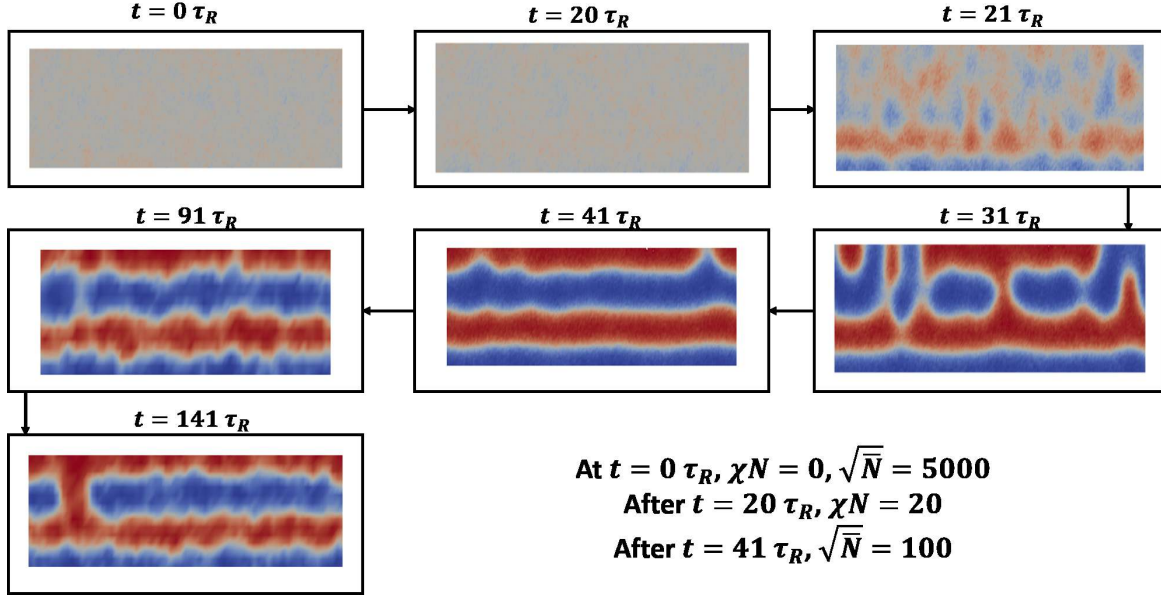 t = 0 τ_R
t = 20 τ_R
t = 21 τ_R
t = 91 τ_R
t = 41 τ_R
t = 31 τ_R
t = 141 τ_R
At t = 0 τ_R, χN = 0, √N̅ = 5000
After t = 20 τ_R, χN = 20
After t = 41 τ_R, √N̅ = 100